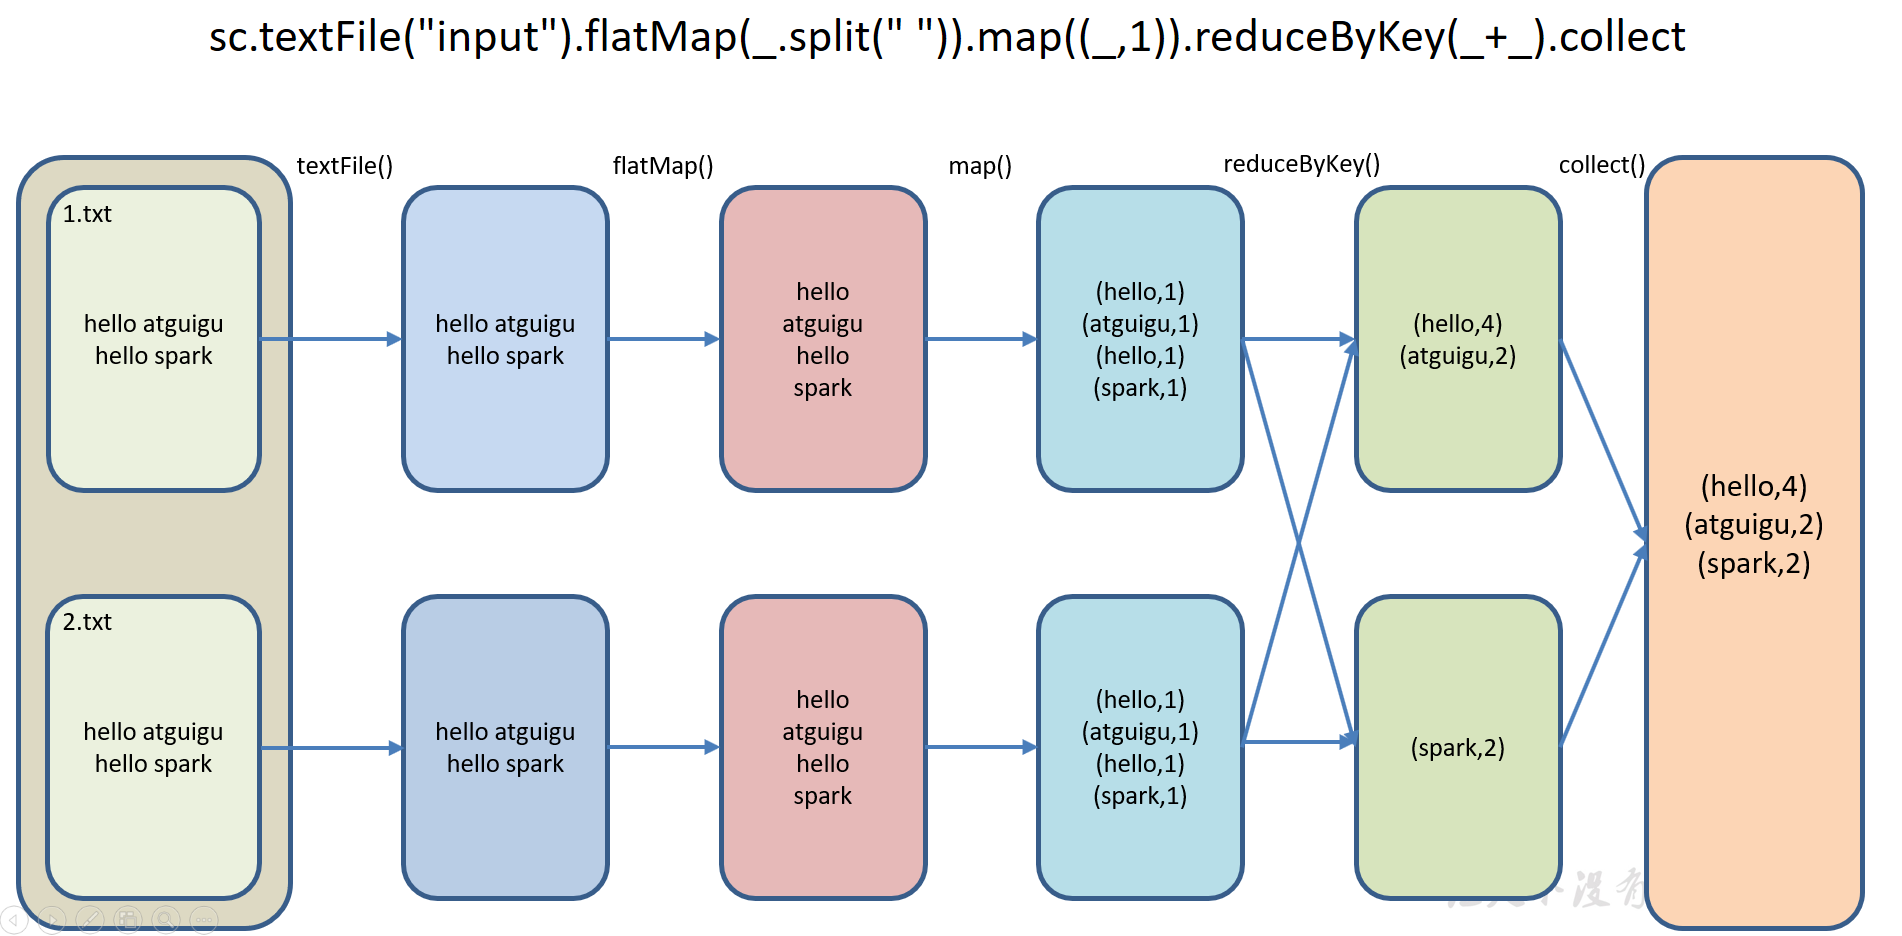 sc.textFile("input").flatMap(_.split(" ")).map((_,1)).reduceByKey(_+_).collect
textFile()
flatMap()
map()
reduceByKey()
collect()
1.txt
hello atguigu
hello spark
hello atguigu
hello spark
hello
atguigu
hello
spark
(hello,1)
(atguigu,1)
(hello,1)
(spark,1)
(hello,4)
(atguigu,2)
(hello,4)
(atguigu,2)
(spark,2)
2.txt
hello atguigu
hello spark
hello atguigu
hello spark
hello
atguigu
hello
spark
(hello,1)
(atguigu,1)
(hello,1)
(spark,1)
(spark,2)
没有